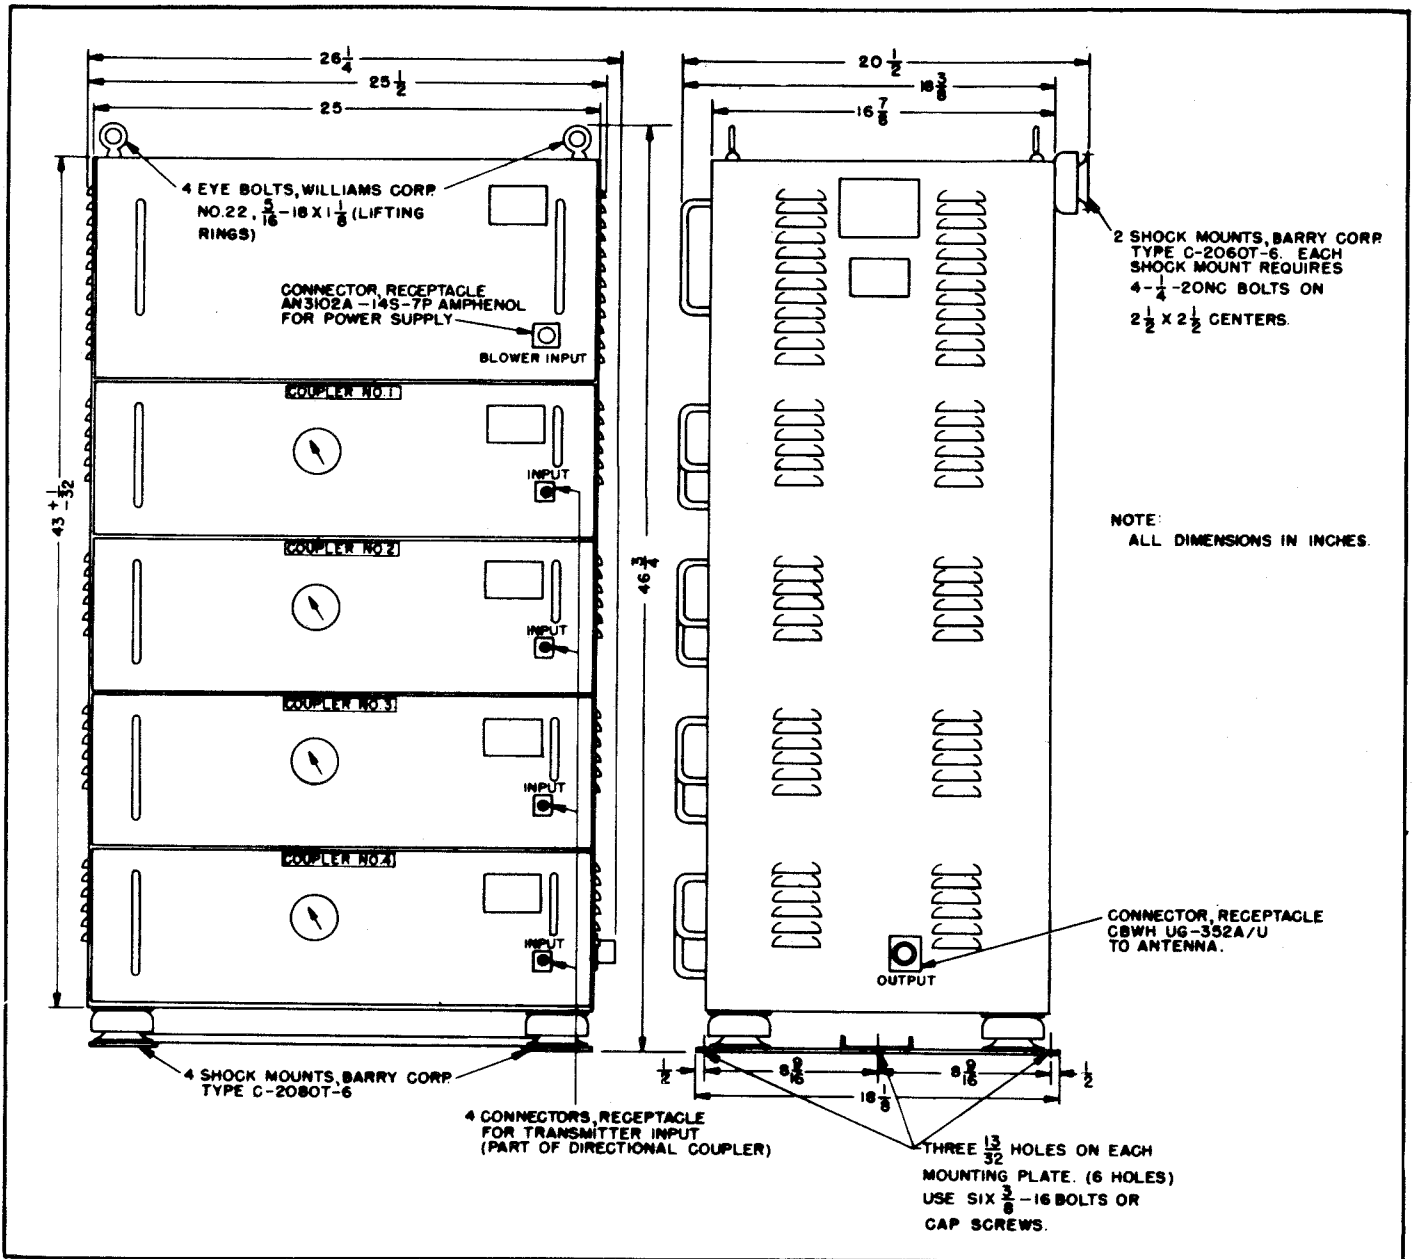 26 1/4
25 1/2
25
20 1/2
18 3/8
16 7/8
4 EYE BOLTS, WILLIAMS CORP.
NO.22, 5/16-18 X 1 1/8 (LIFTING
RINGS)
CONNECTOR, RECEPTACLE
AN3102A-14S-7P AMPHENOL
FOR POWER SUPPLY
BLOWER INPUT
2 SHOCK MOUNTS, BARRY CORP.
TYPE C-2060T-6. EACH
SHOCK MOUNT REQUIRES
4-1/4-20NC BOLTS ON
2 1/2 X 2 1/2 CENTERS.
COUPLER NO.1
INPUT
43 +- 1/32
46 3/4
NOTE:
ALL DIMENSIONS IN INCHES.
COUPLER NO.2
INPUT
COUPLER NO.3
INPUT
COUPLER NO.4
INPUT
OUTPUT
CONNECTOR, RECEPTACLE
CBWH UG-352A/U
TO ANTENNA.
4 SHOCK MOUNTS, BARRY CORP.
TYPE C-2080T-6
1/2
8 9/16
8 9/16
1/2
18 1/8
4 CONNECTORS, RECEPTACLE
FOR TRANSMITTER INPUT
(PART OF DIRECTIONAL COUPLER)
THREE 13/32 HOLES ON EACH
MOUNTING PLATE. (6 HOLES)
USE SIX 3/8-16 BOLTS OR
CAP SCREWS.